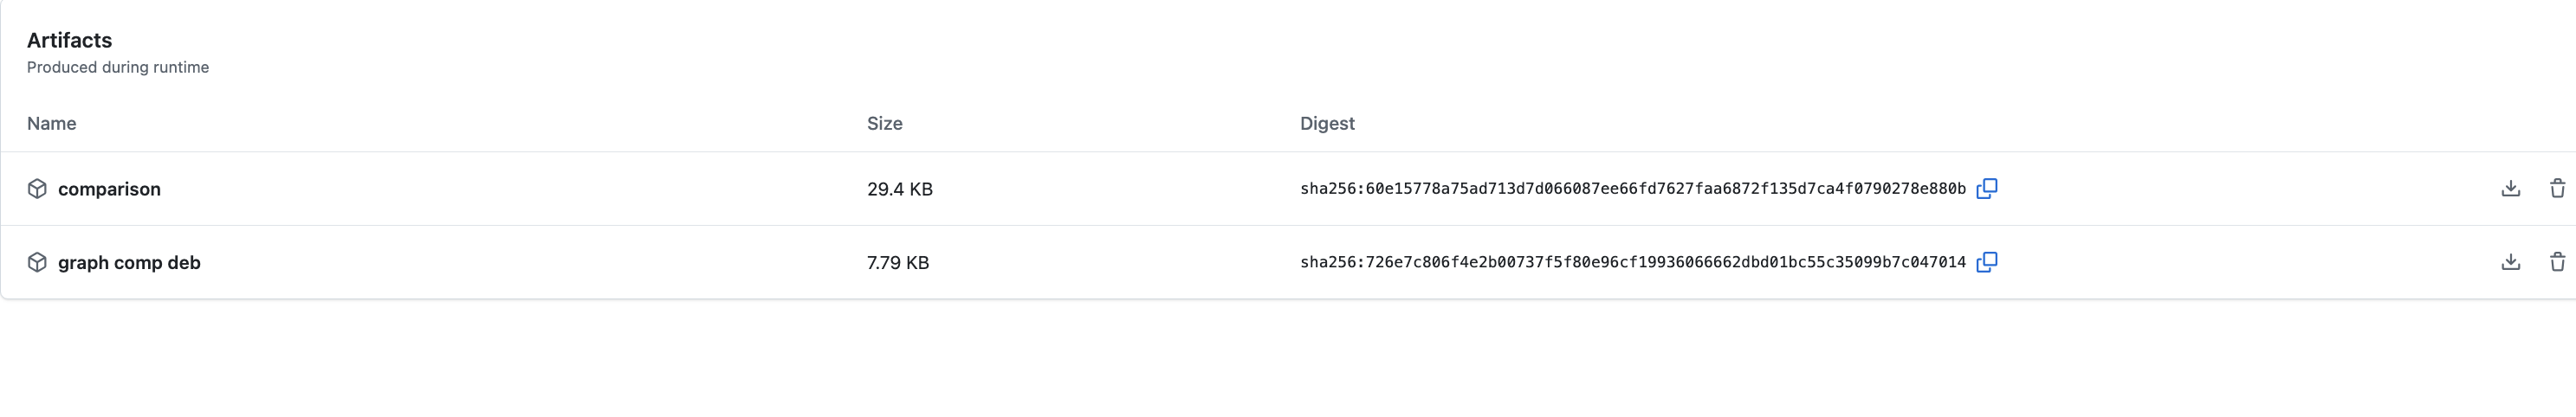 Artifacts
Produced during runtime
Name Size Digest
comparison 29.4 KB sha256:60e15778a75ad713d7d066087ee66fd7627faa6872f135d7ca4f0790278e880b
graph comp deb 7.79 KB sha256:726e7c806f4e2b00737f5f80e96cf19936066662dbd01bc55c35099b7c047014